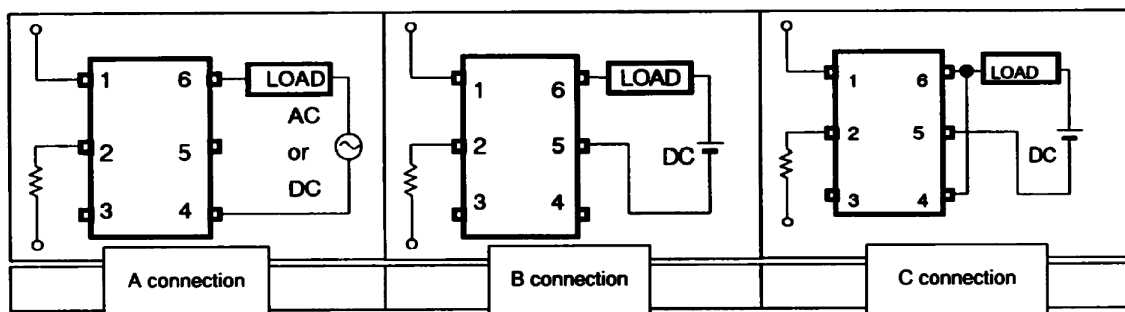 1 6 LOAD
AC
2 5 or
DC
3 4
A connection
1 6 LOAD
2 5 DC
3 4
B connection
1 6 LOAD
2 5 DC
3 4
C connection